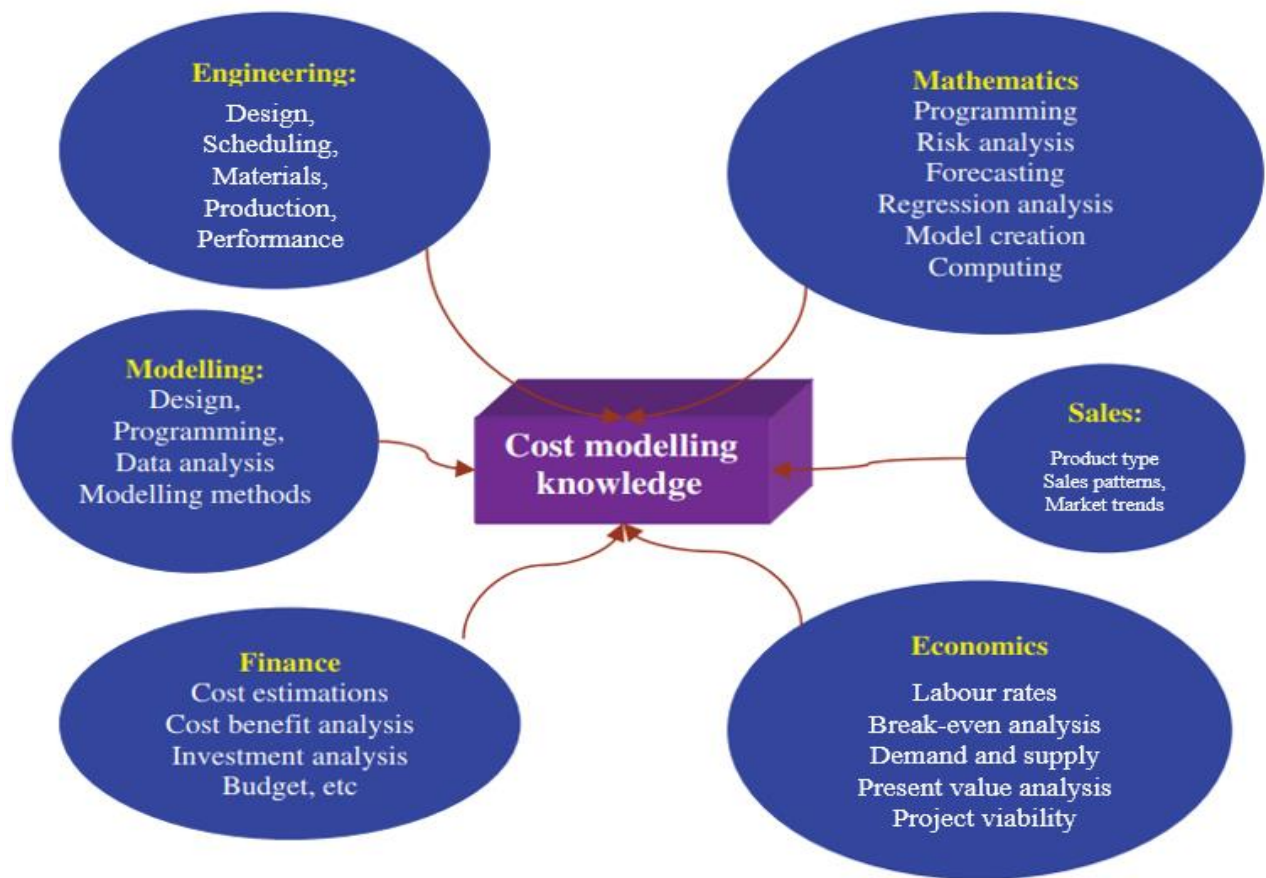 Engineering:
Design,
Scheduling,
Materials,
Production,
Performance
Mathematics
Programming
Risk analysis
Forecasting
Regression analysis
Model creation
Computing
Modelling:
Design,
Programming,
Data analysis
Modelling methods
Cost modelling
knowledge
Sales:
Product type
Sales patterns,
Market trends
Finance
Cost estimations
Cost benefit analysis
Investment analysis
Budget, etc
Economics
Labour rates
Break-even analysis
Demand and supply
Present value analysis
Project viability